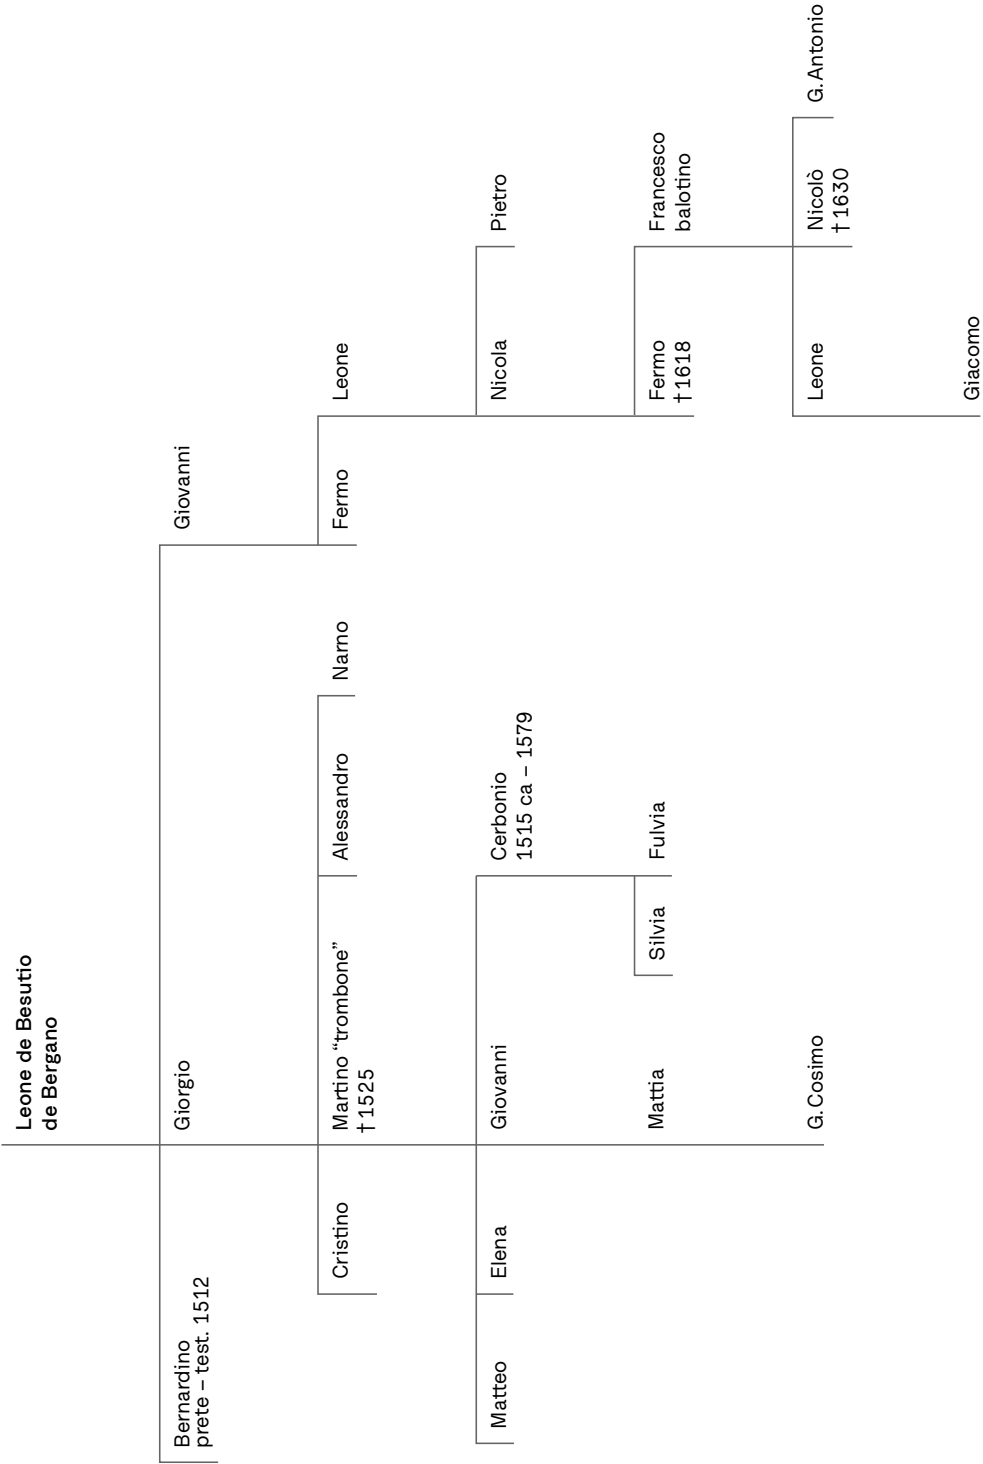 Leone de Besutio
de Bergano
Bernardino
prete – test. 1512
Giorgio
Giovanni
Cristino
Martino “trombone”
†1525
Alessandro
Narno
Fermo
Leone
Matteo
Elena
Giovanni
Cerbonio
1515 ca – 1579
Nicola
Pietro
Mattia
Silvia
Fulvia
Fermo
†1618
Francesco
balotino
G. Cosimo
Leone
Nicolò
†1630
G. Antonio
Giacomo